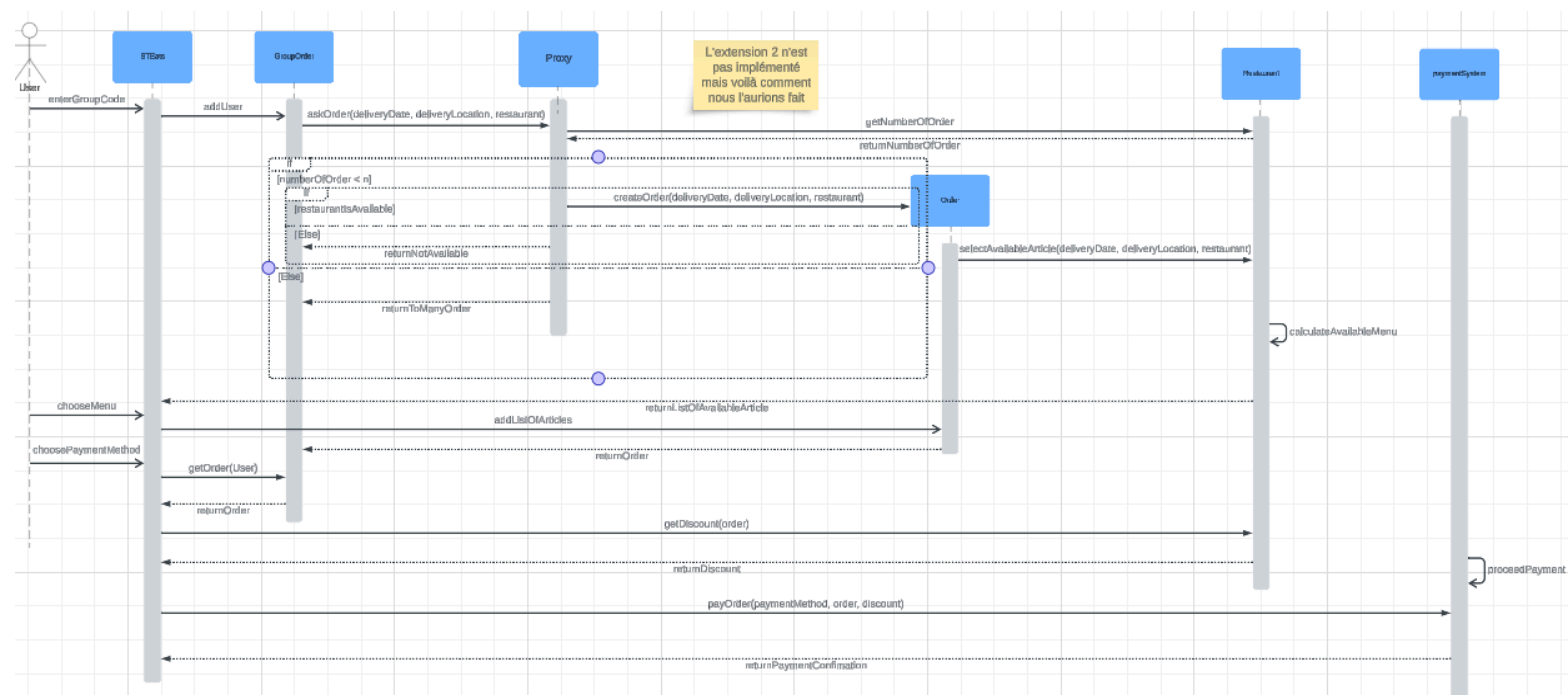 User
STEats
GroupOrder
Proxy
L'extension 2 n'est
pas implémenté
mais voilà comment
nous l'aurions fait
Restaurant
paymentSystem
enterGroupCode
addUser
askOrder(deliveryDate, deliveryLocation, restaurant)
getNumberOfOrder
returnNumberOfOrder
If
[numberOfOrder < n]
If
createOrder(deliveryDate, deliveryLocation, restaurant)
Order
[restaurantIsAvailable]
[Else]
returnNotAvailable
selectAvailableArticle(deliveryDate, deliveryLocation, restaurant)
[Else]
returnToManyOrder
calculateAvailableMenu
chooseMenu
returnListOfAvailableArticle
addListOfArticles
choosePaymentMethod
returnOrder
getOrder(User)
returnOrder
getDiscount(order)
returnDiscount
proceedPayment
payOrder(paymentMethod, order, discount)
returnPaymentConfimation